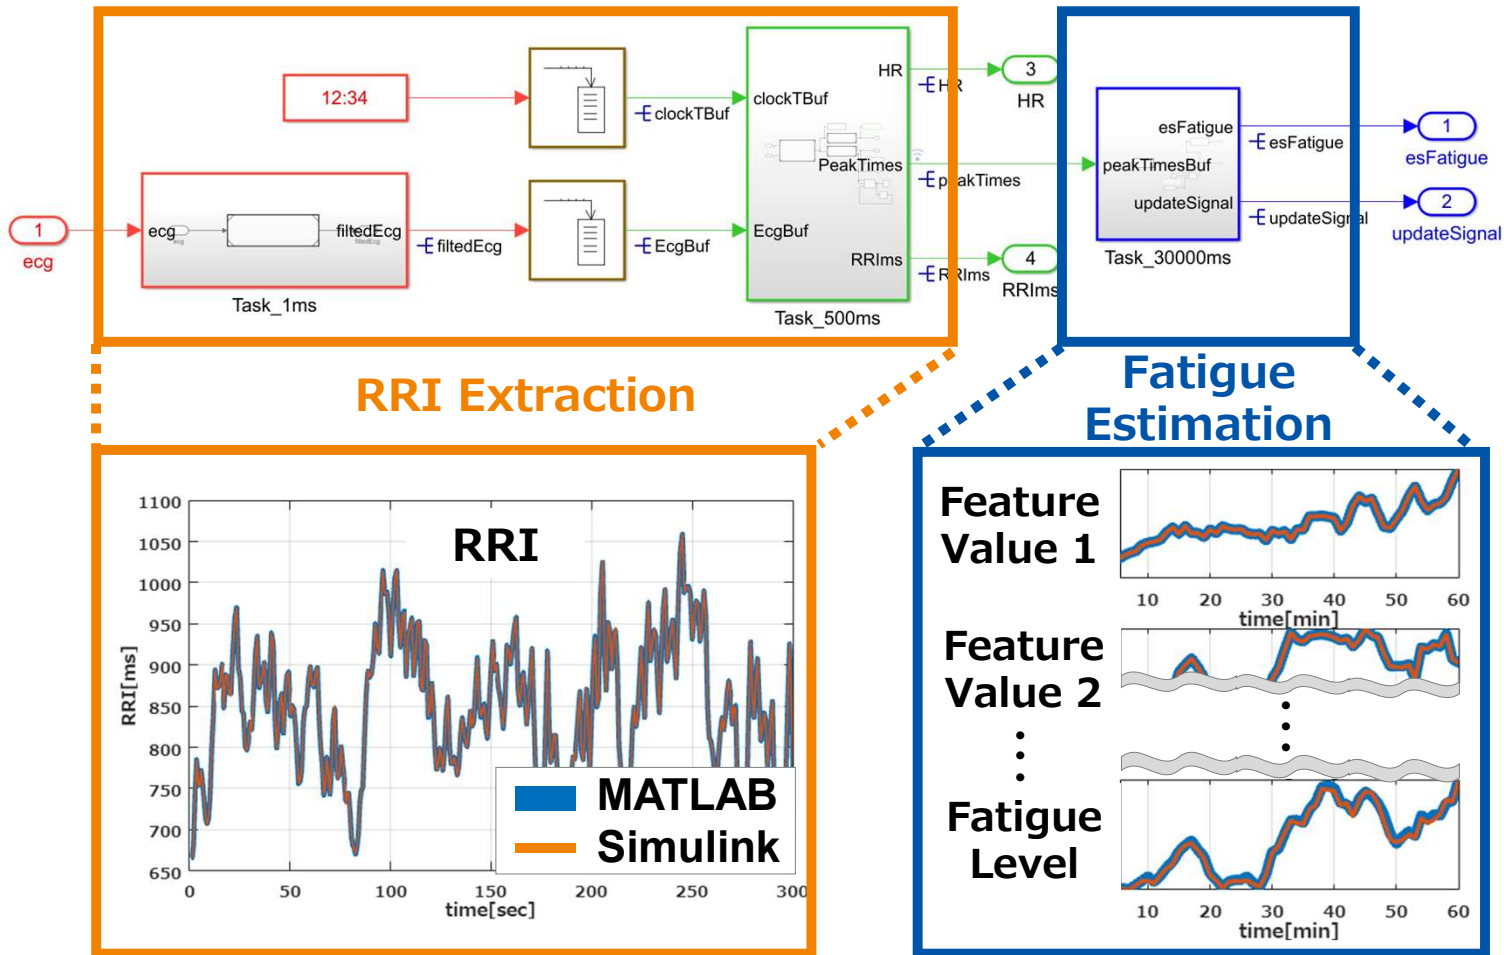 12:34
clockTBuf
clockTBuf
HR
HR
3
HR
PeakTimes
peakTimes
EcgBuf
EcgBuf
RRIms
RRIms
4
RRIms
Task_500ms
1
ecg
ecg
ecg
filtedEcg
filtedEcg
filtedEcg
Task_1ms
peakTimesBuf
esFatigue
esFatigue
updateSignal
updateSignal
Task_30000ms
1
esFatigue
2
updateSignal
RRI Extraction
Fatigue
Estimation
RRI
RRI[ms]
1100
1050
1000
950
900
850
800
750
700
650
0 50 100 150 200 250 300
time[sec]
MATLAB
Simulink
Feature
Value 1
10 20 30 40 50 60
time[min]
Feature
Value 2
Fatigue
Level
10 20 30 40 50 60
time[min]